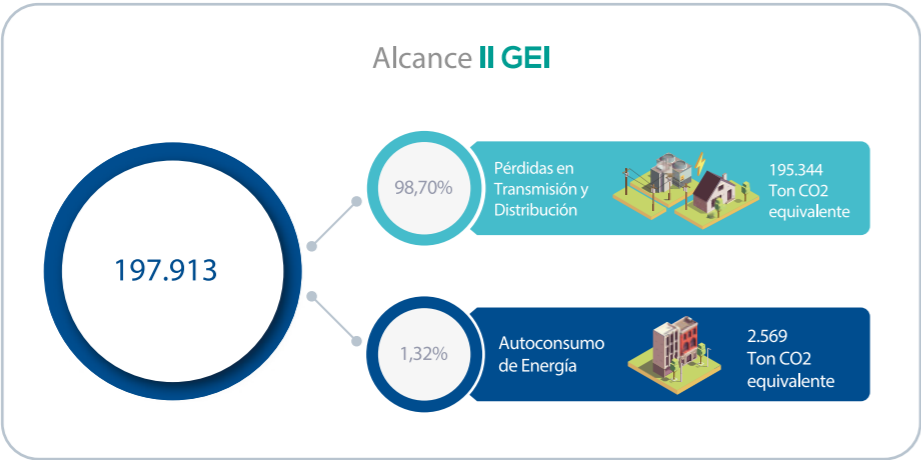 Alcance II GEI
197.913
98,70%
Pérdidas en
Transmisión y
Distribución
195.344
Ton CO2
equivalente
1,32%
Autoconsumo
de Energía
2.569
Ton CO2
equivalente